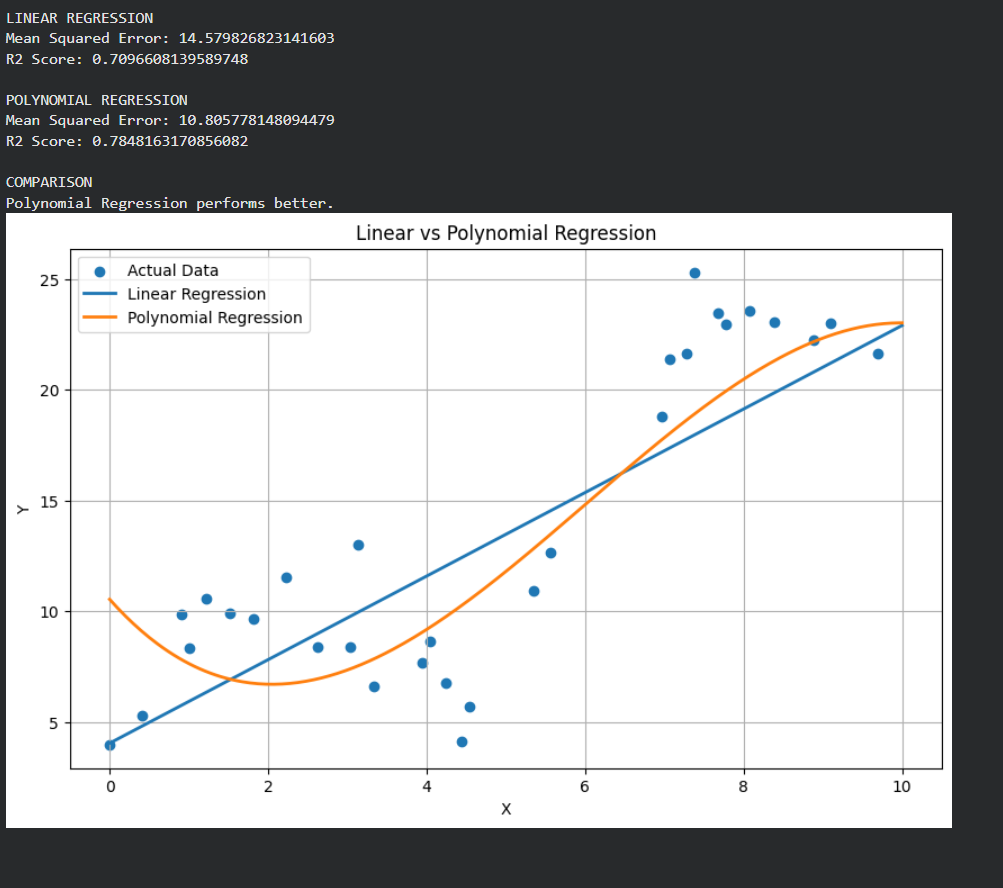 LINEAR REGRESSION
Mean Squared Error: 14.579826823141603
R2 Score: 0.7096608139589748
POLYNOMIAL REGRESSION
Mean Squared Error: 10.805778148094479
R2 Score: 0.7848163170856082
COMPARISON
Polynomial Regression performs better.
Linear vs Polynomial Regression
Actual Data
Linear Regression
Polynomial Regression
25
20
15
10
5
Y
0 2 4 6 8 10
X